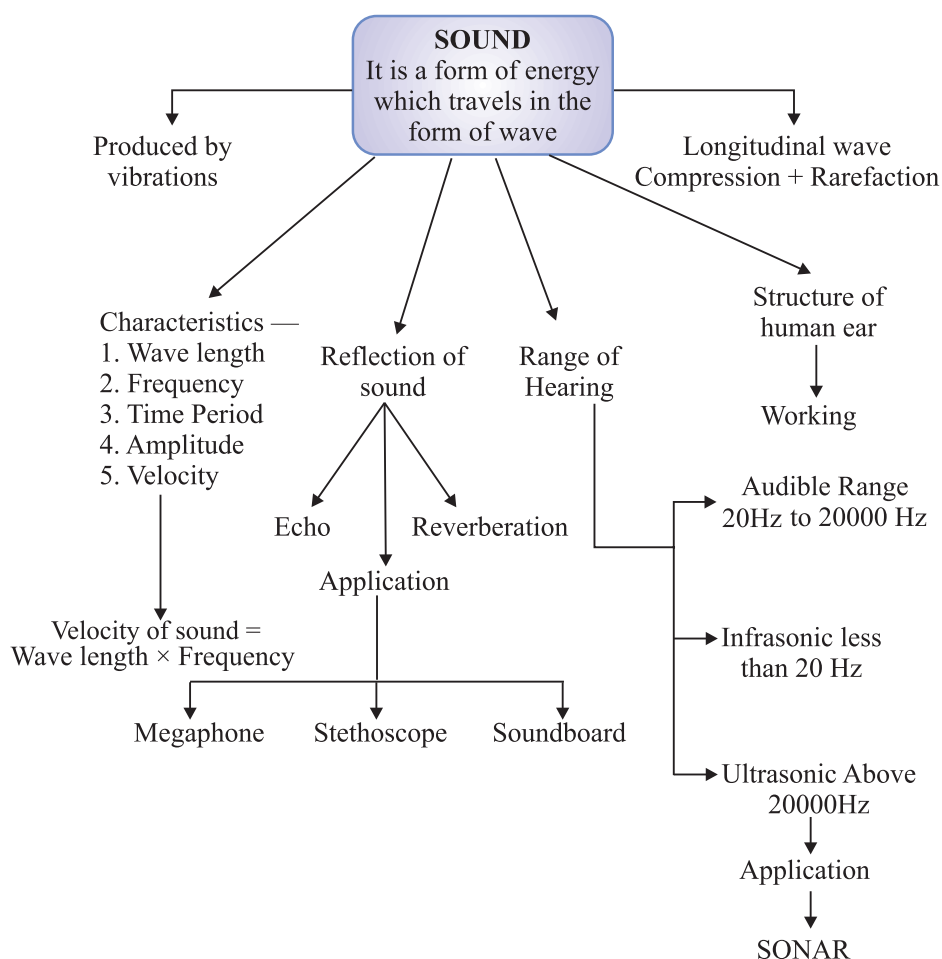 SOUND
It is a form of energy
which travels in the
form of wave
Produced by
vibrations
Longitudinal wave
Compression + Rarefaction
Characteristics —
1. Wave length
2. Frequency
3. Time Period
4. Amplitude
5. Velocity
Velocity of sound =
Wave length × Frequency
Reflection of
sound
Echo
Reverberation
Application
Megaphone
Stethoscope
Soundboard
Range of
Hearing
Audible Range
20Hz to 20000 Hz
Infrasonic less
than 20 Hz
Ultrasonic Above
20000Hz
Application
SONAR
Structure of
human ear
Working